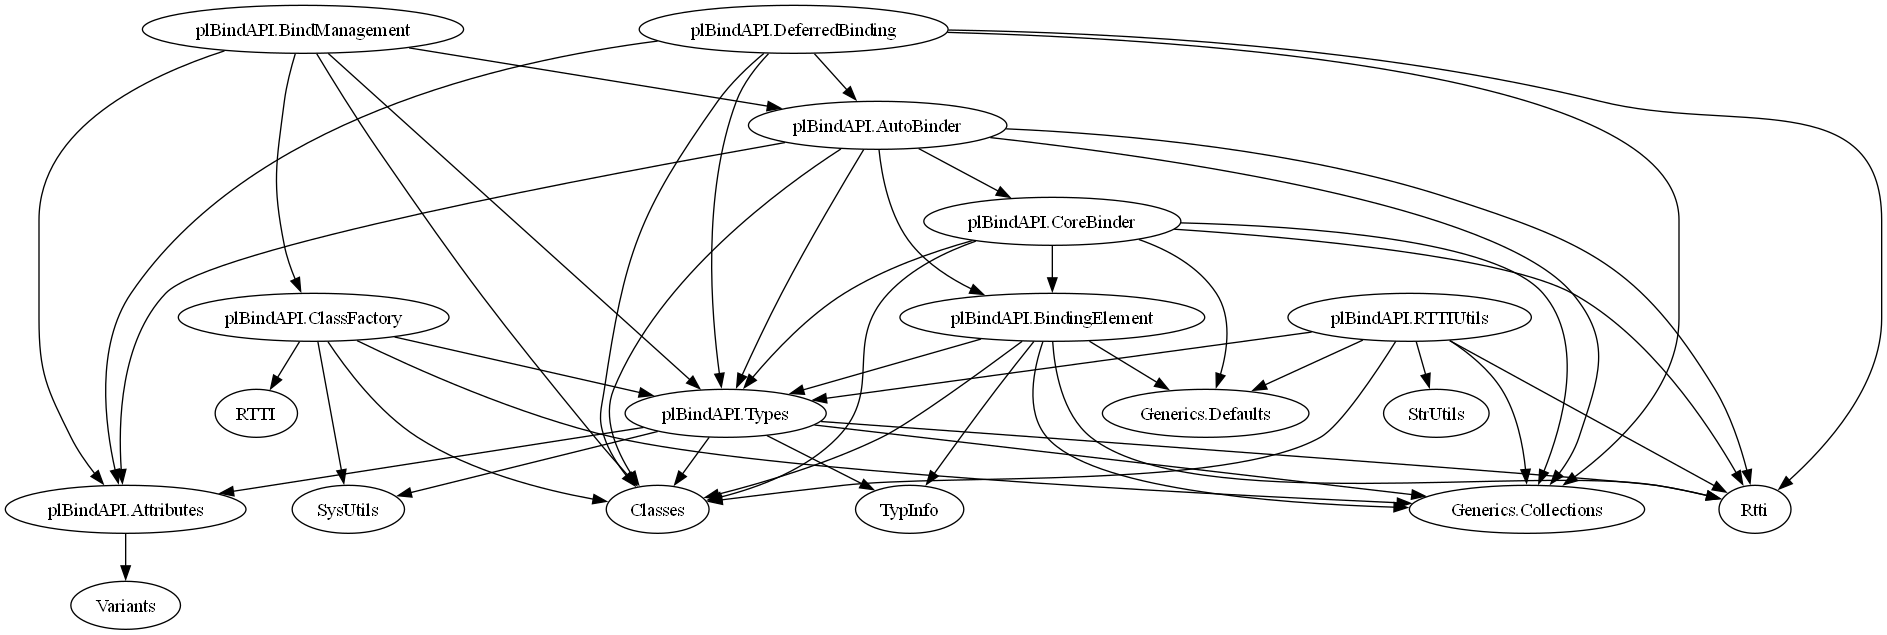 plBindAPI.BindManagement
plBindAPI.DeferredBinding
plBindAPI.AutoBinder
plBindAPI.CoreBinder
plBindAPI.ClassFactory
plBindAPI.BindingElement
plBindAPI.RTTIUtils
RTTI
plBindAPI.Types
Generics.Defaults
StrUtils
plBindAPI.Attributes
SysUtils
Classes
TypInfo
Generics.Collections
Rtti
Variants